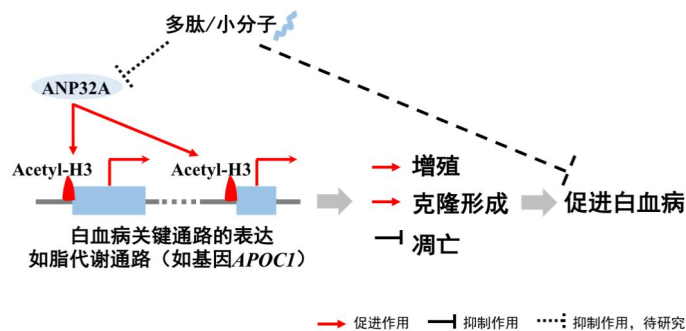 多肽/小分子
ANP32A
Acetyl-H3
Acetyl-H3
白血病关键通路的表达
如脂代谢通路（如基因APOC1）
增殖
克隆形成
凋亡
促进白血病
促进作用
抑制作用
抑制作用，待研究